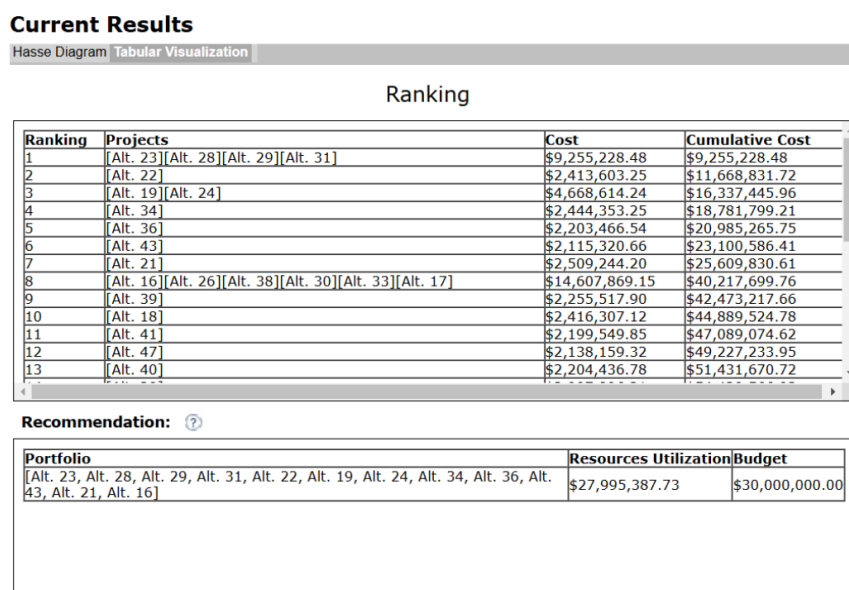 Current Results
Hasse Diagram Tabular Visualization
Ranking
Ranking Projects Cost Cumulative Cost
1 [Alt. 23][Alt. 28][Alt. 29][Alt. 31] $9,255,228.48 $9,255,228.48
2 [Alt. 22] $2,413,603.25 $11,668,831.72
3 [Alt. 19][Alt. 24] $4,668,614.24 $16,337,445.96
4 [Alt. 34] $2,444,353.25 $18,781,799.21
5 [Alt. 36] $2,203,466.54 $20,985,265.75
6 [Alt. 43] $2,115,320.66 $23,100,586.41
7 [Alt. 21] $2,509,244.20 $25,609,830.61
8 [Alt. 16][Alt. 26][Alt. 38][Alt. 30][Alt. 33][Alt. 17] $14,607,869.15 $40,217,699.76
9 [Alt. 39] $2,255,517.90 $42,473,217.66
10 [Alt. 18] $2,416,307.12 $44,889,524.78
11 [Alt. 41] $2,199,549.85 $47,089,074.62
12 [Alt. 47] $2,138,159.32 $49,227,233.95
13 [Alt. 40] $2,204,436.78 $51,431,670.72
Recommendation: ?
Portfolio Resources Utilization Budget
[Alt. 23, Alt. 28, Alt. 29, Alt. 31, Alt. 22, Alt. 19, Alt. 24, Alt. 34, Alt. 36, Alt.
43, Alt. 21, Alt. 16] $27,995,387.73 $30,000,000.00